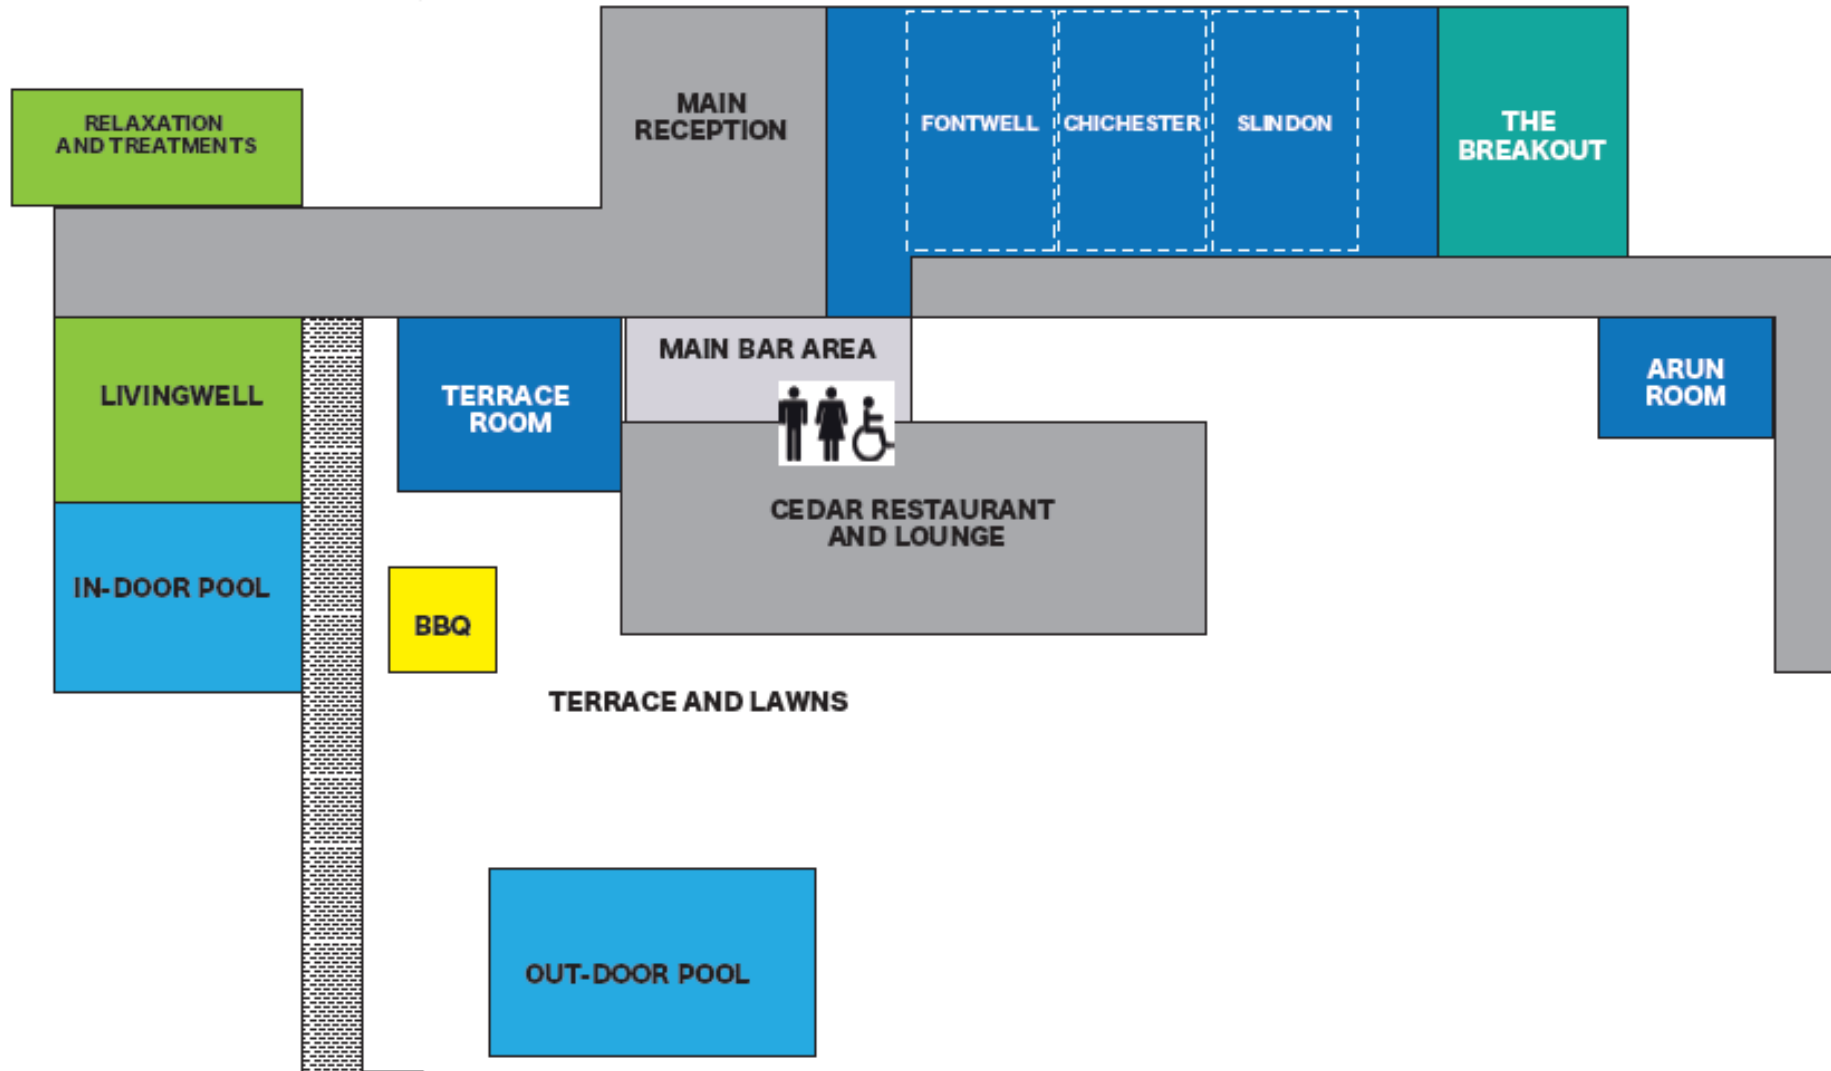 RELAXATION
AND TREATMENTS
MAIN
RECEPTION
FONTWELL
CHICHESTER
SLINDON
THE
BREAKOUT
LIVINGWELL
TERRACE
ROOM
MAIN BAR AREA
ARUN
ROOM
CEDAR RESTAURANT
AND LOUNGE
IN-DOOR POOL
BBQ
TERRACE AND LAWNS
OUT-DOOR POOL